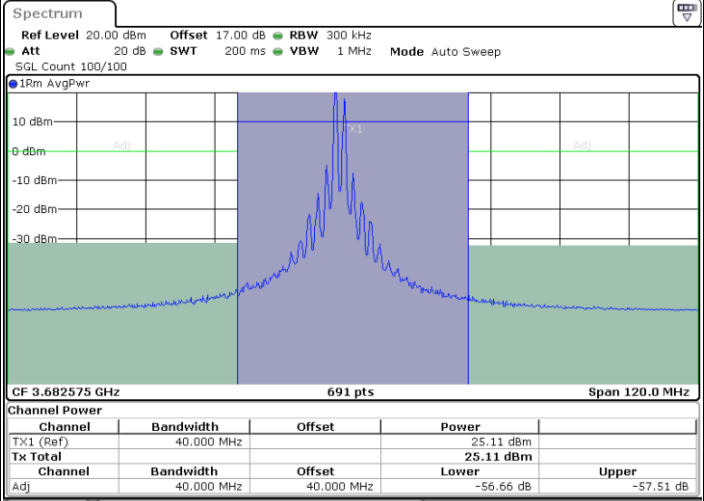 Spectrum
Ref Level 20.00 dBm Offset 17.00 dB RBW 300 kHz
Att 20 dB SWT 200 ms VBW 1 MHz Mode Auto Sweep
SGL Count 100/100
1Rm AvgPwr
10 dBm
X1
Adj Adj
0 dBm
-10 dBm
-20 dBm
-30 dBm
CF 3.682575 GHz 691 pts Span 120.0 MHz
Channel Power
Channel Bandwidth Offset Power
TX1 (Ref) 40.000 MHz 25.11 dBm
Tx Total 25.11 dBm
Channel Bandwidth Offset Lower Upper
Adj 40.000 MHz 40.000 MHz -56.66 dB -57.51 dB